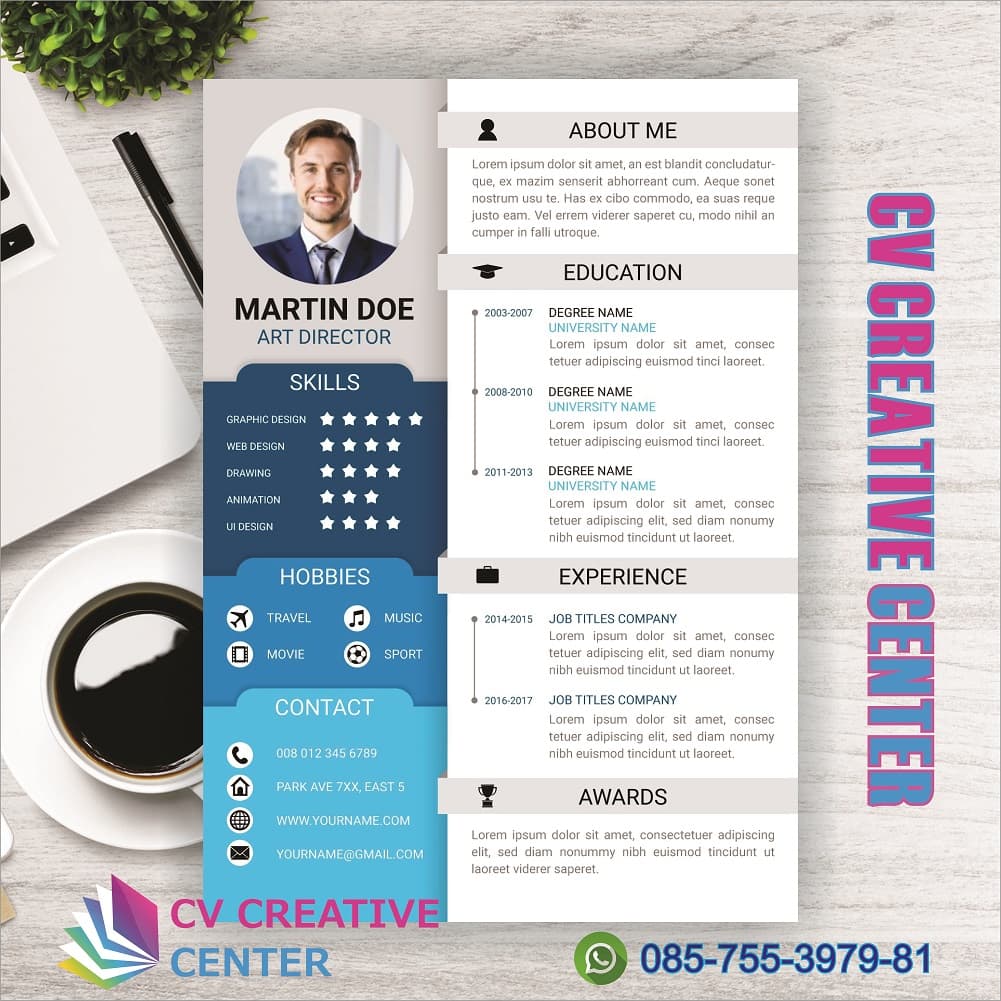 MARTIN DOE
ART DIRECTOR
SKILLS
GRAPHIC DESIGN
WEB DESIGN
DRAWING
ANIMATION
UI DESIGN
HOBBIES
TRAVEL MUSIC
MOVIE SPORT
CONTACT
008 012 345 6789
PARK AVE 7XX, EAST 5
WWW.YOURNAME.COM
YOURNAME@GMAIL.COM
ABOUT ME
Lorem ipsum dolor sit amet, an est blandit concludatur-
que, ex mazim senserit abhorreant cum. Aeque sonet
nostrum usu te. Has ex cibo commodo, ea suas reque
justo eam. Vel errem viderer saperet cu, modo nihil an
cumper in falli utroque.
EDUCATION
2003-2007 DEGREE NAME
UNIVERSITY NAME
Lorem ipsum dolor sit amet, consec
tetuer adipiscing euismod tinci laoreet.
2008-2010 DEGREE NAME
UNIVERSITY NAME
Lorem ipsum dolor sit amet, consec
tetuer adipiscing euismod tinci laoreet.
2011-2013 DEGREE NAME
UNIVERSITY NAME
Lorem ipsum dolor sit amet, consec
tetuer adipiscing elit, sed diam nonumy
nibh euismod tincidunt ut laoreet.
EXPERIENCE
2014-2015 JOB TITLES COMPANY
Lorem ipsum dolor sit amet, consec
tetuer adipiscing elit, sed diam nonumy
nibh euismod tincidunt ut laoreet.
2016-2017 JOB TITLES COMPANY
Lorem ipsum dolor sit amet, consec
tetuer adipiscing elit, sed diam nonumy
nibh euismod tincidunt ut laoreet.
AWARDS
Lorem ipsum dolor sit amet, consectetuer adipiscing
elit, sed diam nonummy nibh euismod tincidunt ut
laoreet viderer saperet.
CV CREATIVE CENTER
CV CREATIVE
CENTER
085-755-3979-81